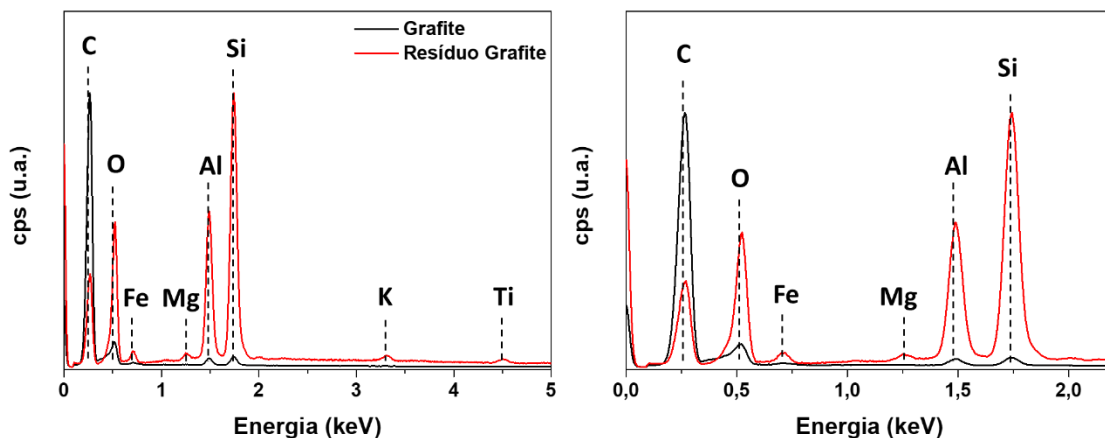 C
Si
Grafite
Resíduo Grafite
O
Al
Fe
Mg
K
Ti
cps (u.a.)
0
1
2
3
4
5
Energia (keV)
C
Si
O
Al
Fe
Mg
cps (u.a.)
0,0
0,5
1,0
1,5
2,0
Energia (keV)